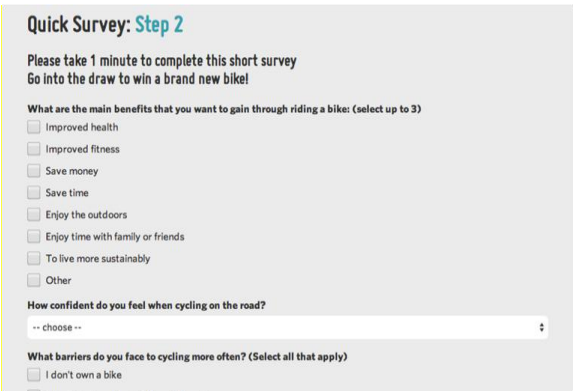 Quick Survey: Step 2
Please take 1 minute to complete this short survey
Go into the draw to win a brand new bike!
What are the main benefits that you want to gain through riding a bike: (select up to 3)
Improved health
Improved fitness
Save money
Save time
Enjoy the outdoors
Enjoy time with family or friends
To live more sustainably
Other
How confident do you feel when cycling on the road?
-- choose --
What barriers do you face to cycling more often? (Select all that apply)
I don't own a bike